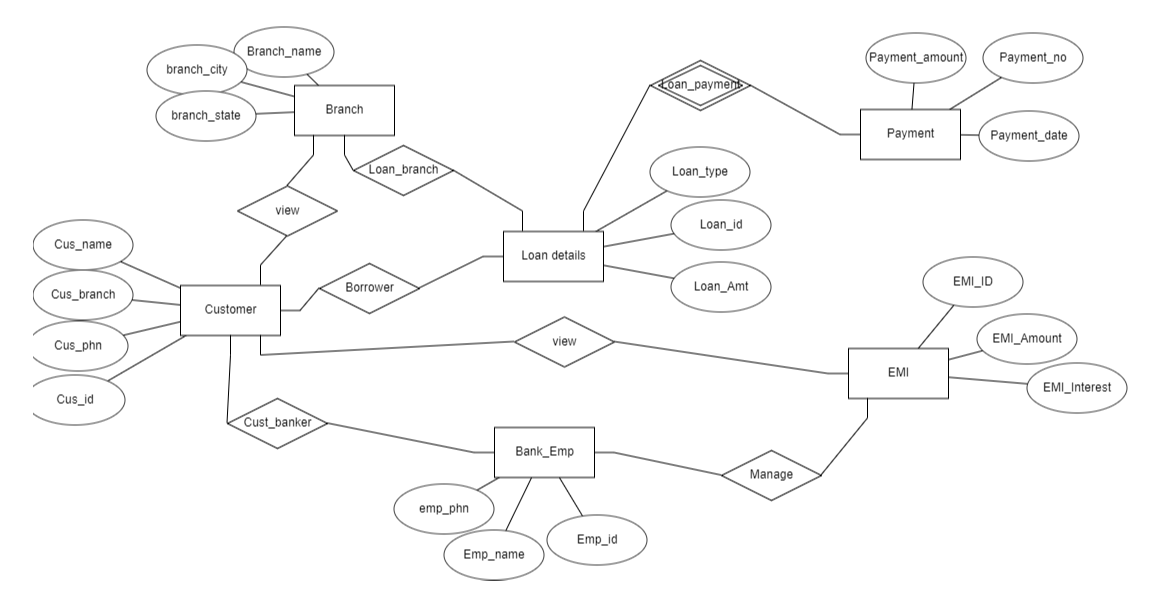 Branch_name
branch_city
branch_state
Branch
Loan_branch
view
Loan_payment
Payment_amount
Payment_no
Payment
Payment_date
Loan_type
Loan_id
Loan_Amt
Loan details
Cus_name
Cus_branch
Cus_phn
Cus_id
Customer
Borrower
view
EMI_ID
EMI_Amount
EMI_Interest
EMI
Cust_banker
Bank_Emp
Manage
emp_phn
Emp_name
Emp_id